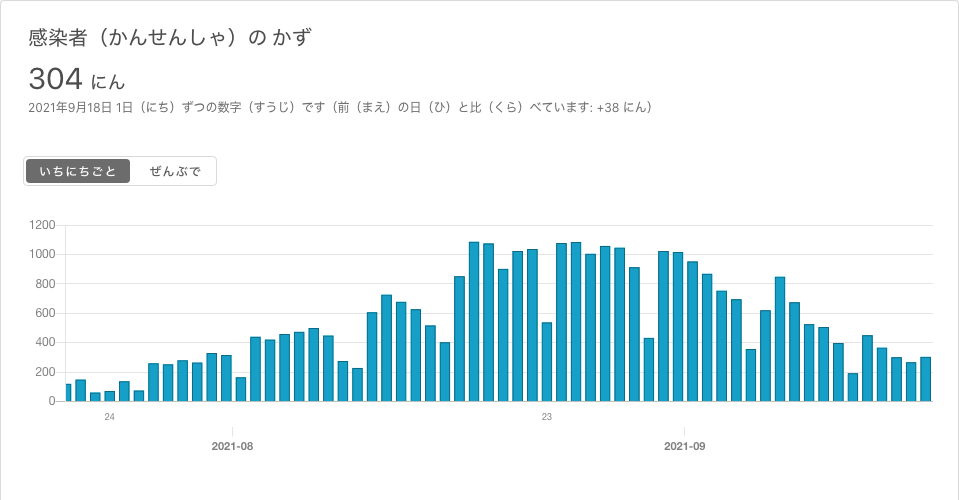 感染者（かんせんしゃ）の かず
304 にん
2021年9月18日 1日（にち）ずつの数字（すうじ）です（前（まえ）の日（ひ）と比（くら）べています: +38 にん）
いちにちごと ぜんぶで
1200
1000
800
600
400
200
0
24 23
2021-08 2021-09